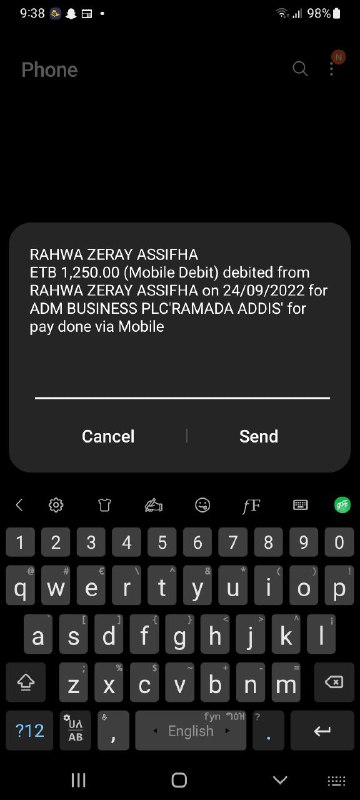 9:38
98%
Phone
N
RAHWA ZERAY ASSIFHA
ETB 1,250.00 (Mobile Debit) debited from
RAHWA ZERAY ASSIFHA on 24/09/2022 for
ADM BUSINESS PLC'RAMADA ADDIS' for
pay done via Mobile
Cancel
Send
fF
GIF
1 2 3 4 5 6 7 8 9 0
q w e r t y u i o p
a s d f g h j k l
z x c v b n m
?12
AB
,
English
.